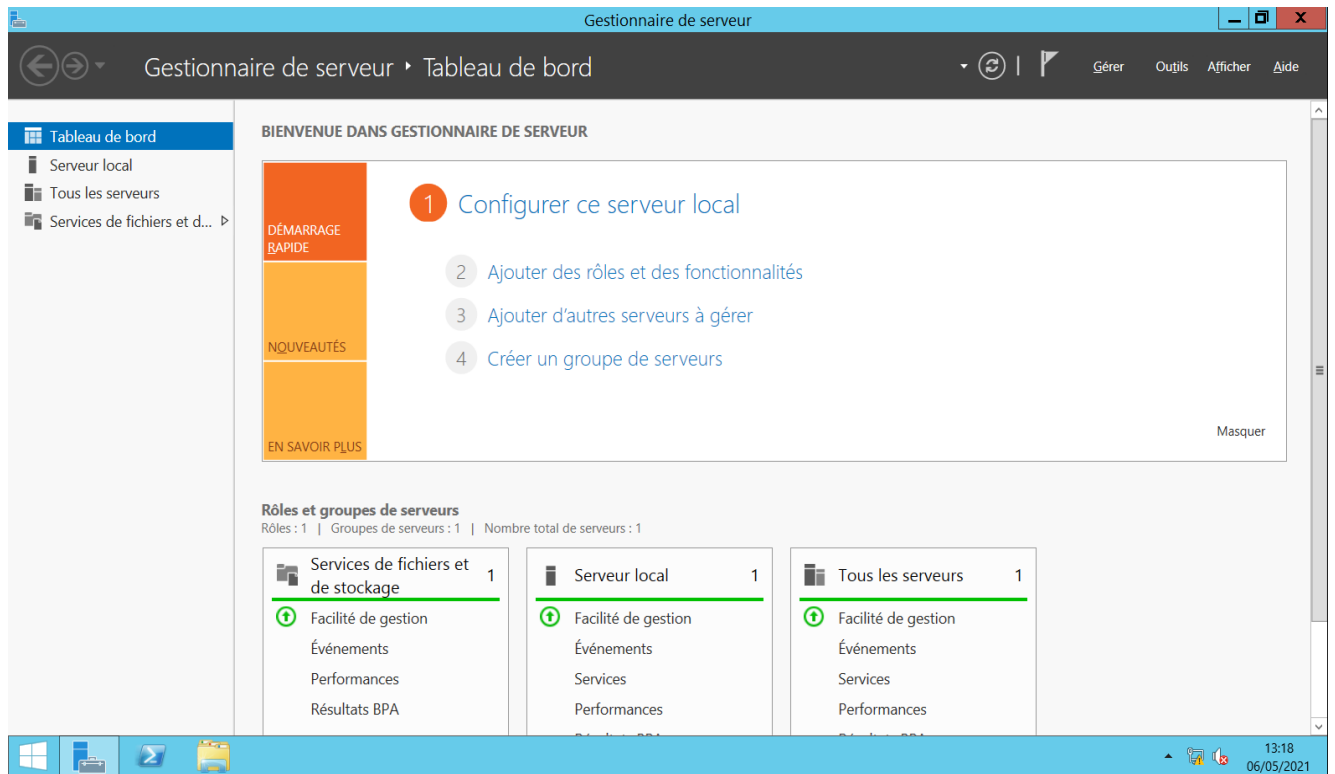 Gestionnaire de serveur
Gestionnaire de serveur ‣ Tableau de bord
Gérer Outils Afficher Aide
Tableau de bord
Serveur local
Tous les serveurs
Services de fichiers et d...
BIENVENUE DANS GESTIONNAIRE DE SERVEUR
DÉMARRAGE
RAPIDE
NOUVEAUTÉS
EN SAVOIR PLUS
1 Configurer ce serveur local
2 Ajouter des rôles et des fonctionnalités
3 Ajouter d'autres serveurs à gérer
4 Créer un groupe de serveurs
Masquer
Rôles et groupes de serveurs
Rôles : 1 | Groupes de serveurs : 1 | Nombre total de serveurs : 1
Services de fichiers et
de stockage
1
Facilité de gestion
Événements
Performances
Résultats BPA
Serveur local 1
Facilité de gestion
Événements
Services
Performances
Tous les serveurs 1
Facilité de gestion
Événements
Services
Performances
13:18
06/05/2021